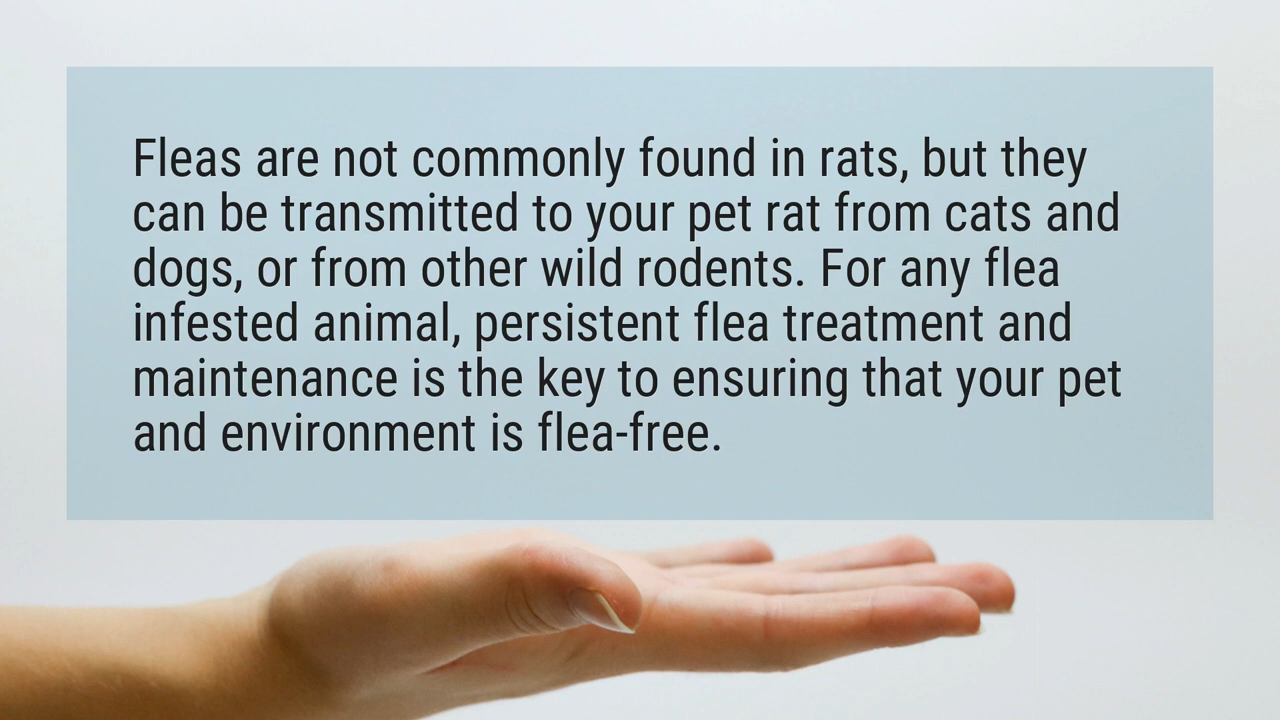 Fleas are not commonly found in rats, but they
can be transmitted to your pet rat from cats and
dogs, or from other wild rodents. For any flea
infested animal, persistent flea treatment and
maintenance is the key to ensuring that your pet
and environment is flea-free.